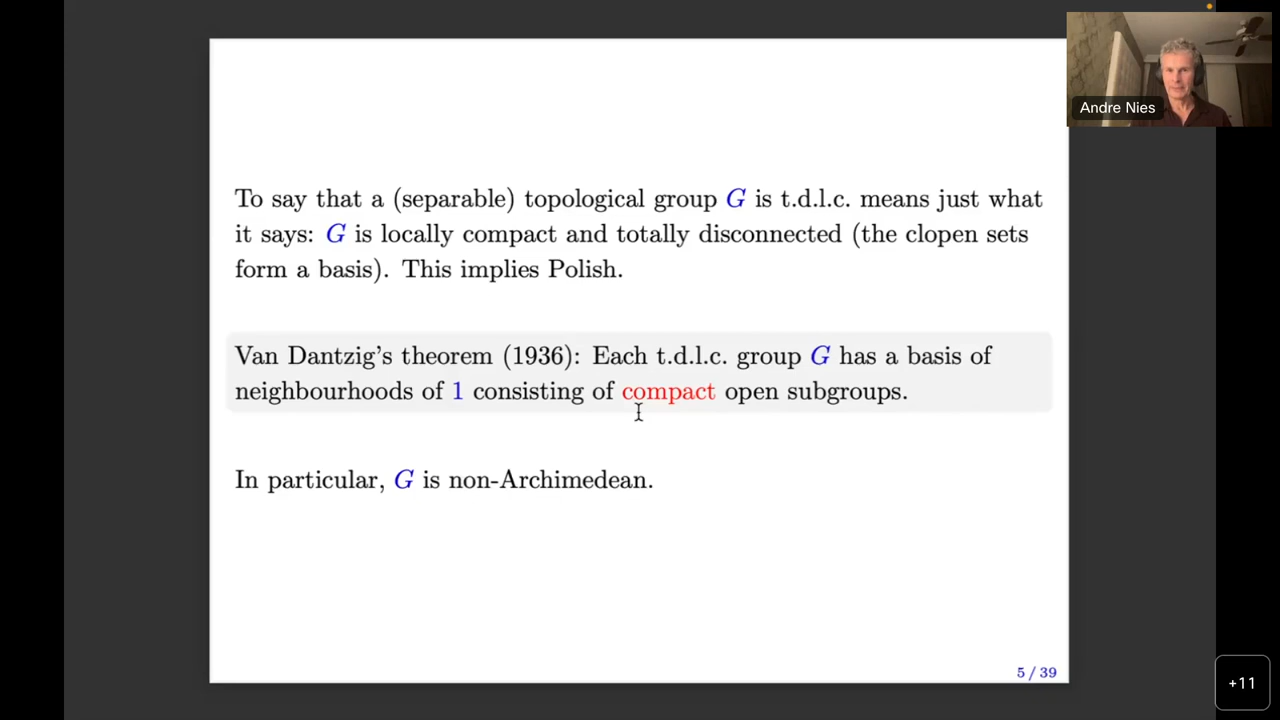 Andre Nies
To say that a (separable) topological group G is t.d.l.c. means just what
it says: G is locally compact and totally disconnected (the clopen sets
form a basis). This implies Polish.
Van Dantzig's theorem (1936): Each t.d.l.c. group G has a basis of
neighbourhoods of 1 consisting of compact open subgroups.
In particular, G is non-Archimedean.
5 / 39
+11